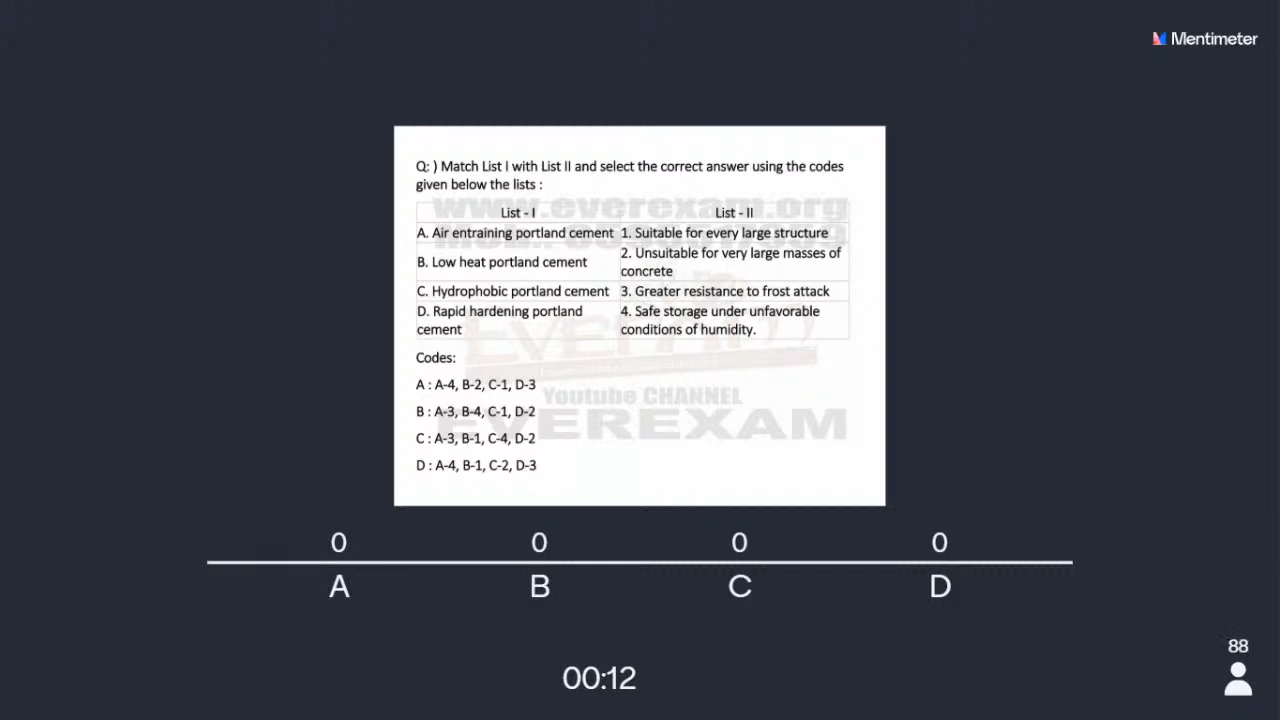 Mentimeter
Q: ) Match List I with List II and select the correct answer using the codes
given below the lists :
www.everexam.org
List - I List - II
A. Air entraining portland cement 1. Suitable for every large structure
B. Low heat portland cement 2. Unsuitable for very large masses of
concrete
C. Hydrophobic portland cement 3. Greater resistance to frost attack
D. Rapid hardening portland
cement 4. Safe storage under unfavorable
conditions of humidity.
Codes:
A : A-4, B-2, C-1, D-3
Youtube CHANNEL
B : A-3, B-4, C-1, D-2
EVEREXAM
C : A-3, B-1, C-4, D-2
D : A-4, B-1, C-2, D-3
0 0 0 0
A B C D
88
00:12